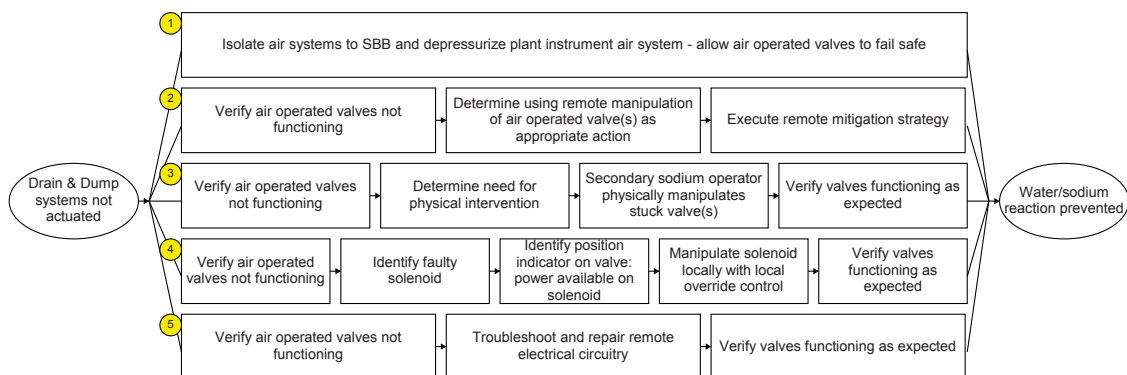 1
Isolate air systems to SBB and depressurize plant instrument air system - allow air operated valves to fail safe
2
Verify air operated valves not
functioning
Determine using remote manipulation
of air operated valve(s) as
appropriate action
Execute remote mitigation strategy
Drain & Dump
systems not
actuated
3
Verify air operated valves
not functioning
Determine need for
physical intervention
Secondary sodium operator
physically manipulates
stuck valve(s)
Verify valves functioning as
expected
Water/sodium
reaction prevented
4
Verify air operated
valves not functioning
Identify faulty
solenoid
Identify position
indicator on valve:
power available on
solenoid
Manipulate solenoid
locally with local
override control
Verify valves
functioning as
expected
5
Verify air operated valves not
functioning
Troubleshoot and repair remote
electrical circuitry
Verify valves functioning as expected